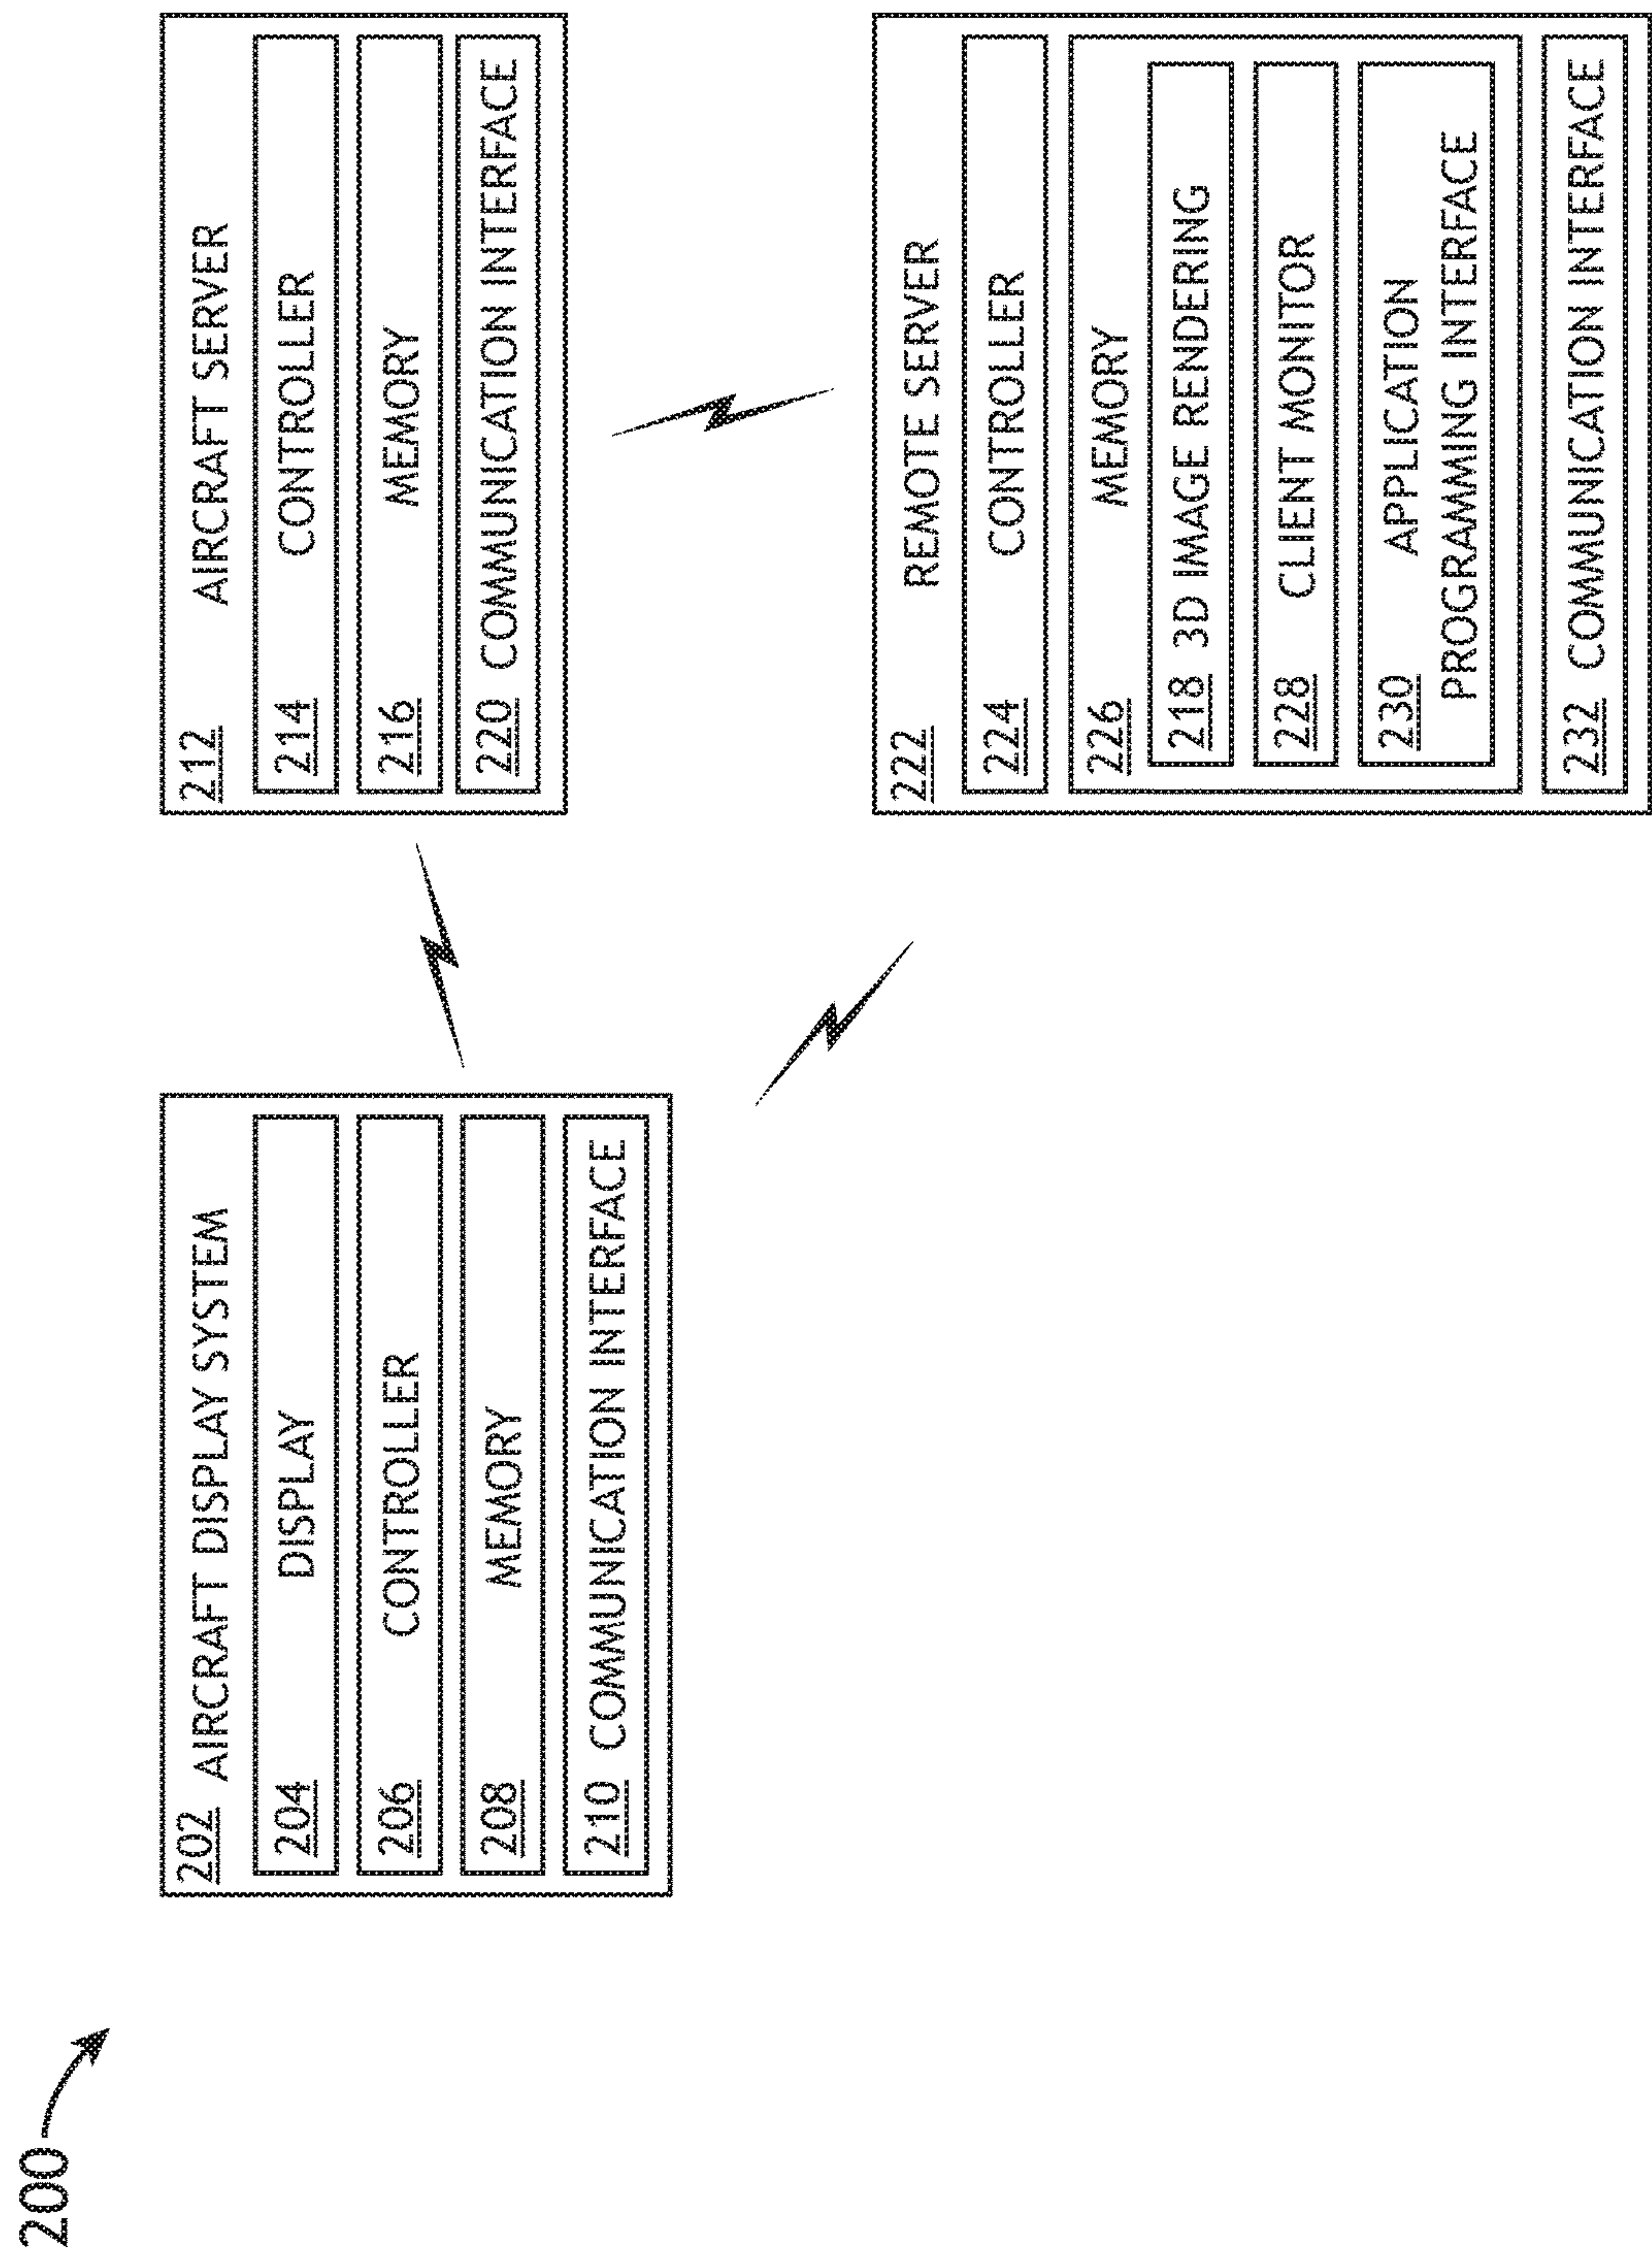 200
202 AIRCRAFT DISPLAY SYSTEM
204 DISPLAY
206 CONTROLLER
208 MEMORY
210 COMMUNICATION INTERFACE
212 AIRCRAFT SERVER
214 CONTROLLER
216 MEMORY
220 COMMUNICATION INTERFACE
222 REMOTE SERVER
224 CONTROLLER
226 MEMORY
218 3D IMAGE RENDERING
228 CLIENT MONITOR
230 APPLICATION
PROGRAMMING INTERFACE
232 COMMUNICATION INTERFACE